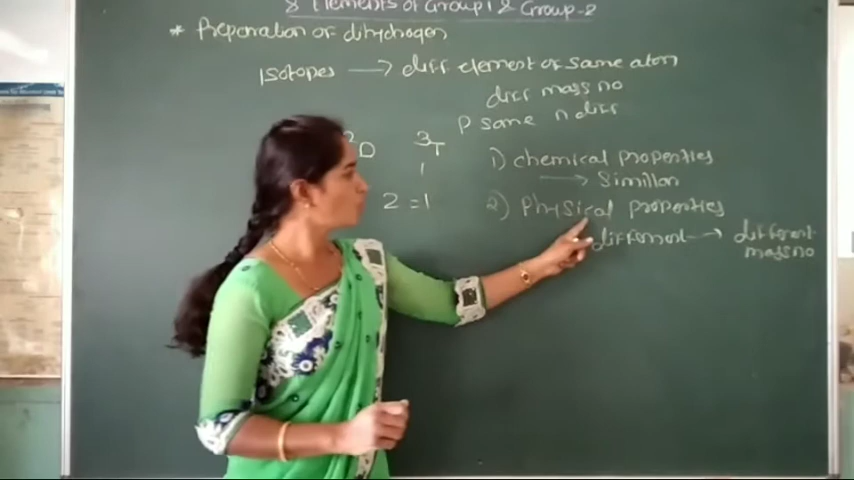 8 Elements of Group 1 & Group-2
* Preparation of dihydrogen
Isotopes → diff element of same atom
diff mass no
P same n diff
2D 3T
1
1) chemical properties
→ Simillar
2 = 1
2) Physical properties
different → different
mass no